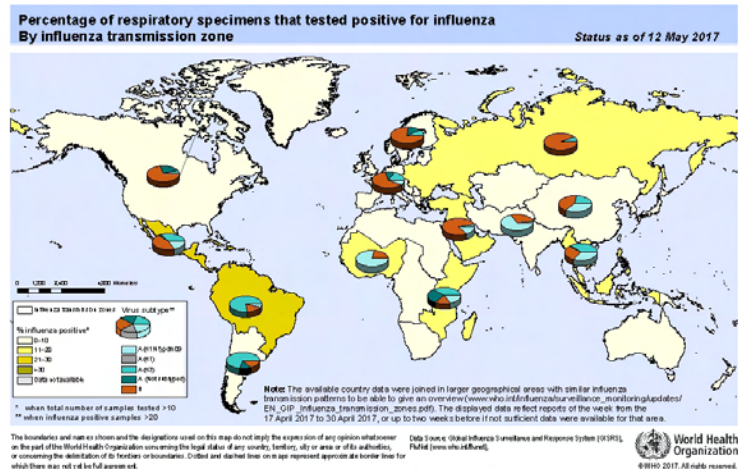 Percentage of respiratory specimens that tested positive for influenza
By influenza transmission zone
Status as of 12 May 2017
Influenza transmission zones
Virus subtype**
% influenza positive*
0-10
11-20
21-30
>30
Data not available
A(H1N1)pdm09
A(H1)
A(H3)
A (Not subtyped)
B
* when total number of samples tested >10
** when influenza positive samples >20
Note: The available country data were joined in larger geographical areas with similar influenza
transmission patterns to be able to give an overview (www.who.int/influenza/surveillance_monitoring/updates/
EN_GIP_Influenza_transmission_zones.pdf). The displayed data reflect reports of the week from the
17 April 2017 to 30 April 2017, or up to two weeks before if not sufficient data were available for that area.
The boundaries and names shown and the designations used on this map do not imply the expression of any opinion whatsoever
on the part of the World Health Organization concerning the legal status of any country, territory, city or area or of its authorities,
or concerning the delimitation of its frontiers or boundaries. Dotted and dashed lines on maps represent approximate border lines for
which there may not yet be full agreement.
Data Source: Global Influenza Surveillance and Response System (GISRS),
FluNet (www.who.int/flunet).
World Health
Organization
©WHO 2017. All rights reserved.